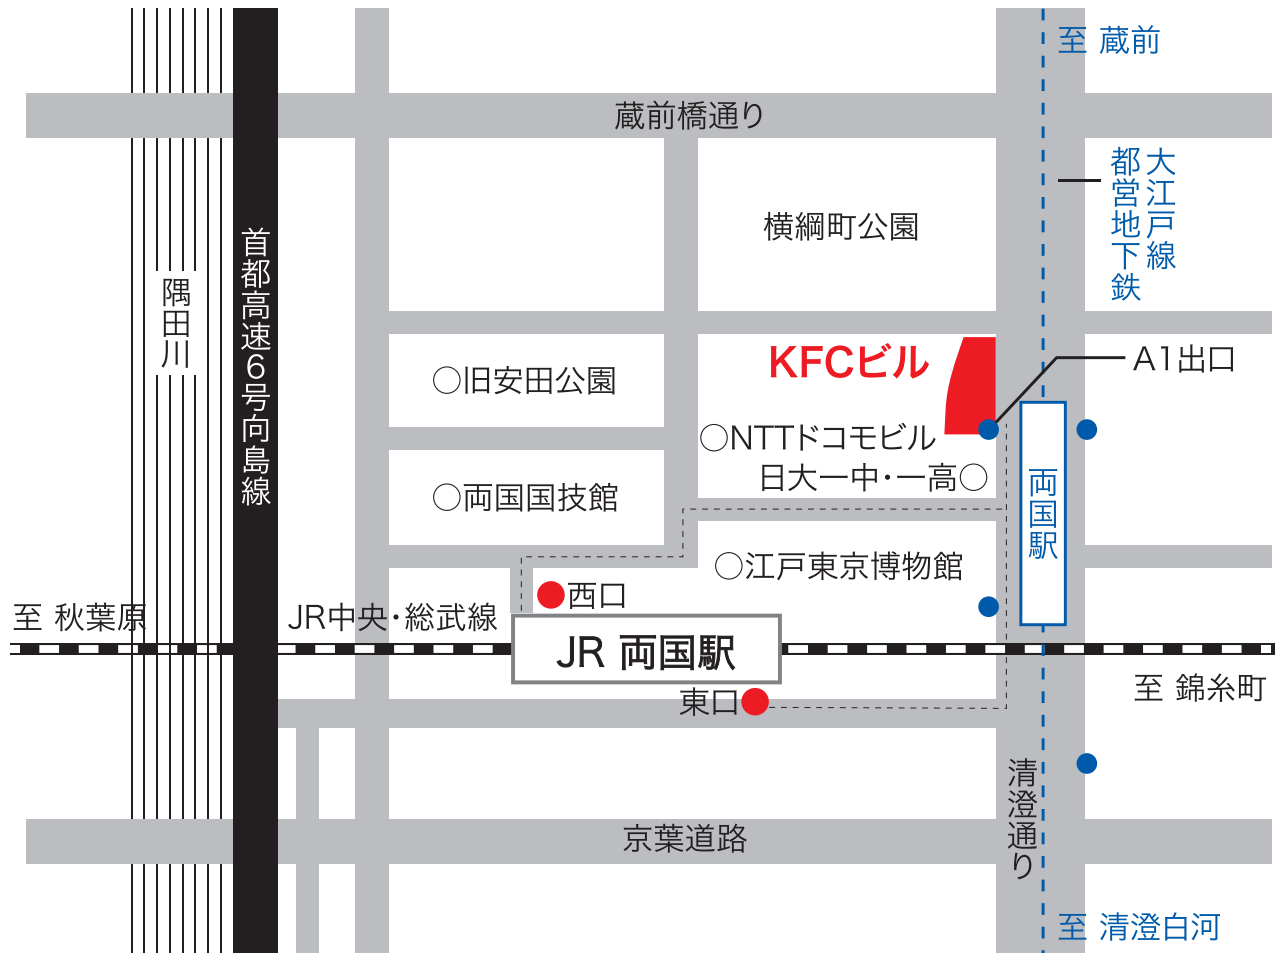 至 蔵前
蔵前橋通り
都営地下鉄
大江戸線
横綱町公園
首都高速6号向島線
隅田川
KFCビル
A1出口
○旧安田公園
○NTTドコモビル
日大一中・一高○
○両国国技館
両国駅
○江戸東京博物館
西口
至 秋葉原
JR中央・総武線
JR 両国駅
至 錦糸町
東口
清澄通り
京葉道路
至 清澄白河